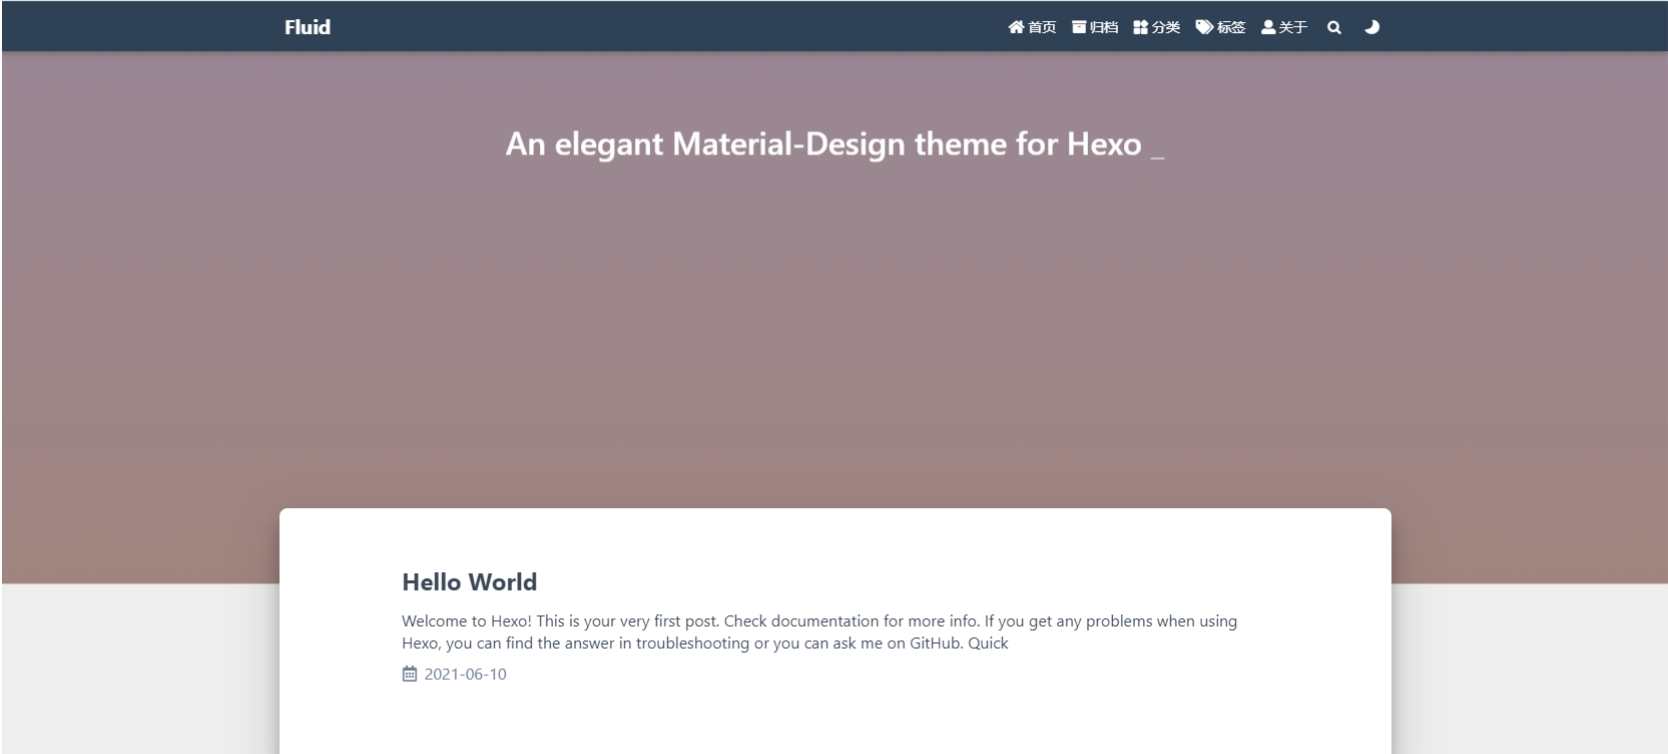 Fluid
首页 归档 分类 标签 关于
An elegant Material-Design theme for Hexo _
Hello World
Welcome to Hexo! This is your very first post. Check documentation for more info. If you get any problems when using
Hexo, you can find the answer in troubleshooting or you can ask me on GitHub. Quick
2021-06-10